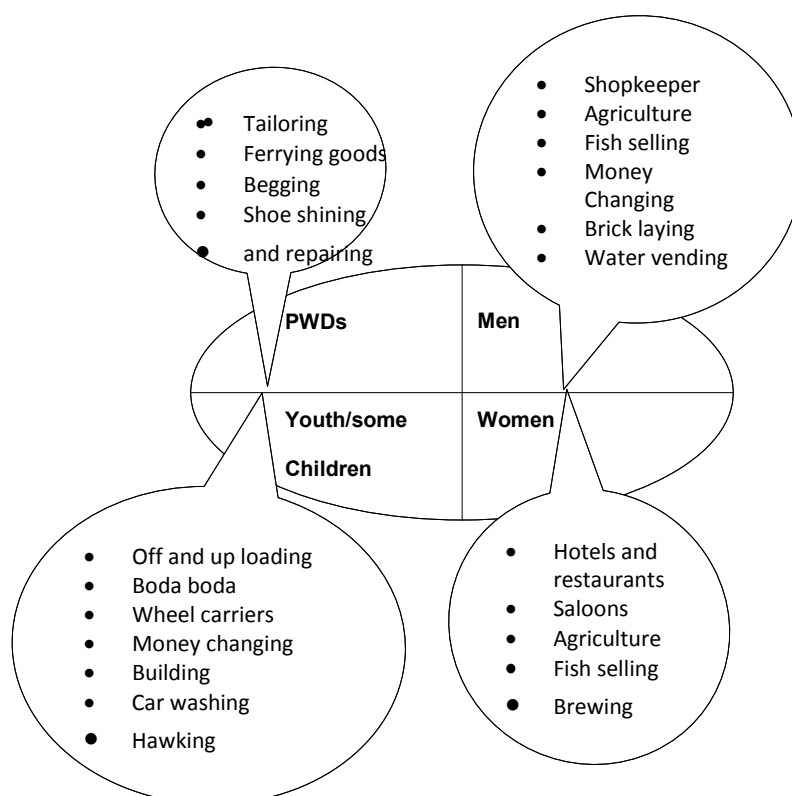 • Tailoring
• Ferrying goods
• Begging
• Shoe shining
• and repairing
• Shopkeeper
• Agriculture
• Fish selling
• Money
Changing
• Brick laying
• Water vending
PWDs
Men
Youth/some
Children
Women
• Off and up loading
• Boda boda
• Wheel carriers
• Money changing
• Building
• Car washing
• Hawking
• Hotels and
restaurants
• Saloons
• Agriculture
• Fish selling
• Brewing